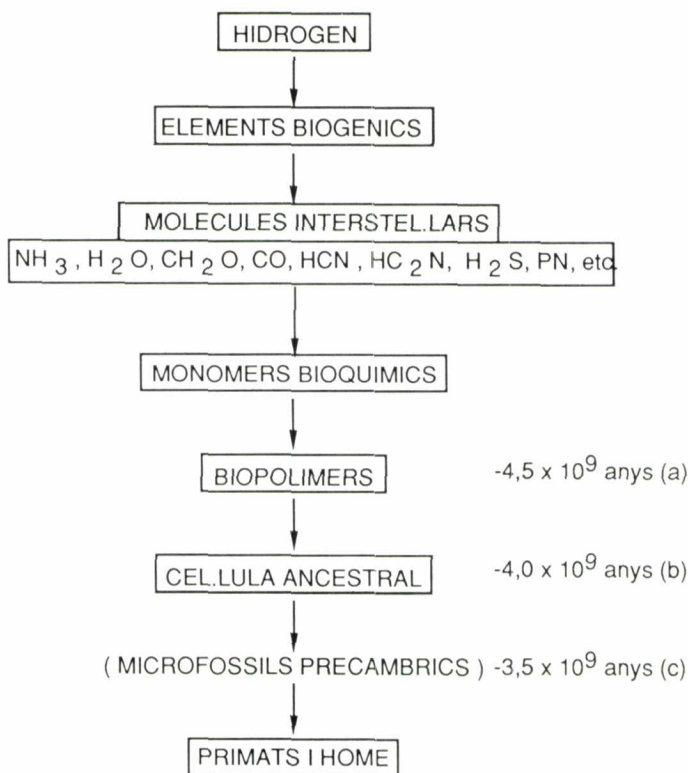 HIDROGEN
ELEMENTS BIOGENICS
MOLECULES INTERSTEL.LARS
NH 3 , H 2 O, CH 2 O, CO, HCN , HC 2 N, H 2 S, PN, etc.
MONOMERS BIOQUIMICS
BIOPOLIMERS -4,5 x 10⁹ anys (a)
CEL.LULA ANCESTRAL -4,0 x 10⁹ anys (b)
( MICROFOSSILS PRECAMBRICS ) -3,5 x 10⁹ anys (c)
PRIMATS I HOME